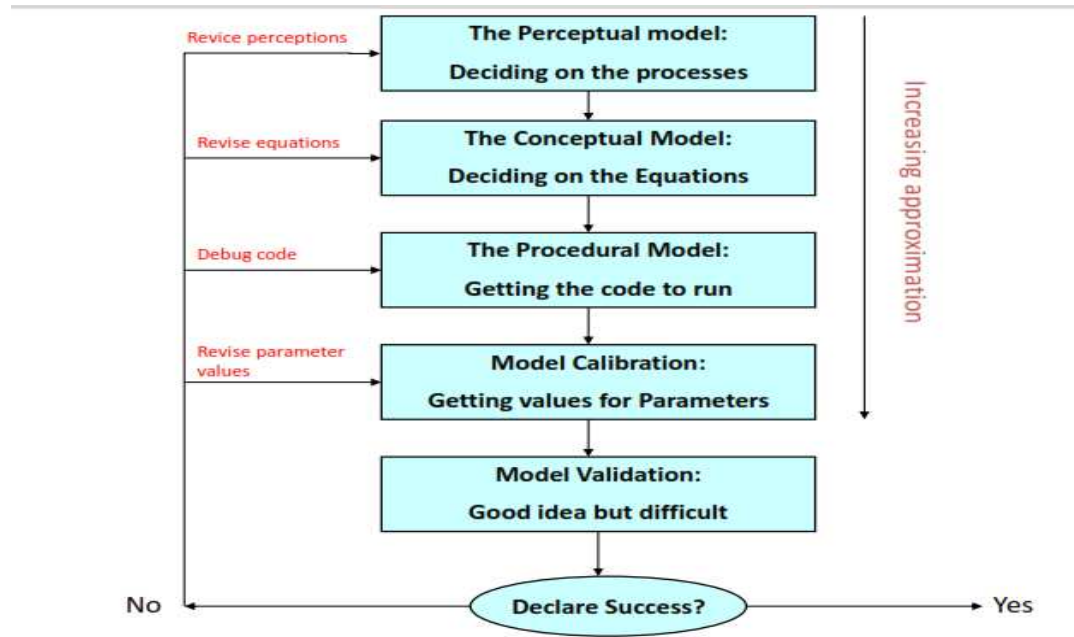 Revice perceptions
The Perceptual model:
Deciding on the processes
Revise equations
The Conceptual Model:
Deciding on the Equations
Debug code
The Procedural Model:
Getting the code to run
Revise parameter
values
Model Calibration:
Getting values for Parameters
Model Validation:
Good idea but difficult
No
Declare Success?
Yes
Increasing approximation